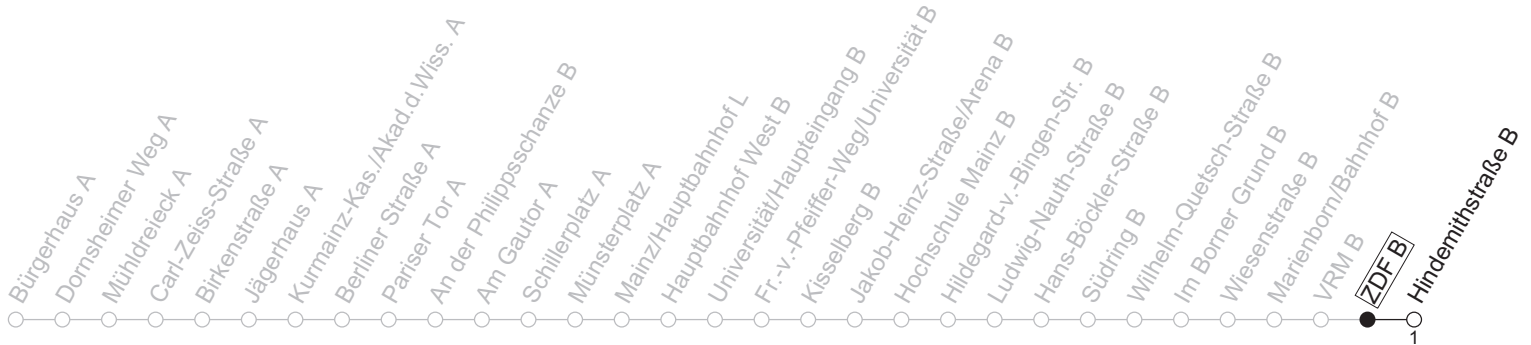 Bürgerhaus A
Dornsheimer Weg A
Mühldreieck A
Carl-Zeiss-Straße A
Birkenstraße A
Jägerhaus A
Kurmainz-Kas./Akad.d.Wiss. A
Berliner Straße A
Pariser Tor A
An der Philippsschanze B
Am Gautor A
Schillerplatz A
Münsterplatz A
Mainz/Hauptbahnhof L
Hauptbahnhof West B
Universität/Haupteingang B
Fr.-v.-Pfeiffer-Weg/Universität B
Kisselberg B
Jakob-Heinz-Straße/Arena B
Hochschule Mainz B
Hildegard-v.-Bingen-Str. B
Ludwig-Nauth-Straße B
Hans-Böckler-Straße B
Südring B
Wilhelm-Quetsch-Straße B
Im Borner Grund B
Wiesenstraße B
Marienborn/Bahnhof B
VRM B
ZDF B
Hindemithstraße B
1